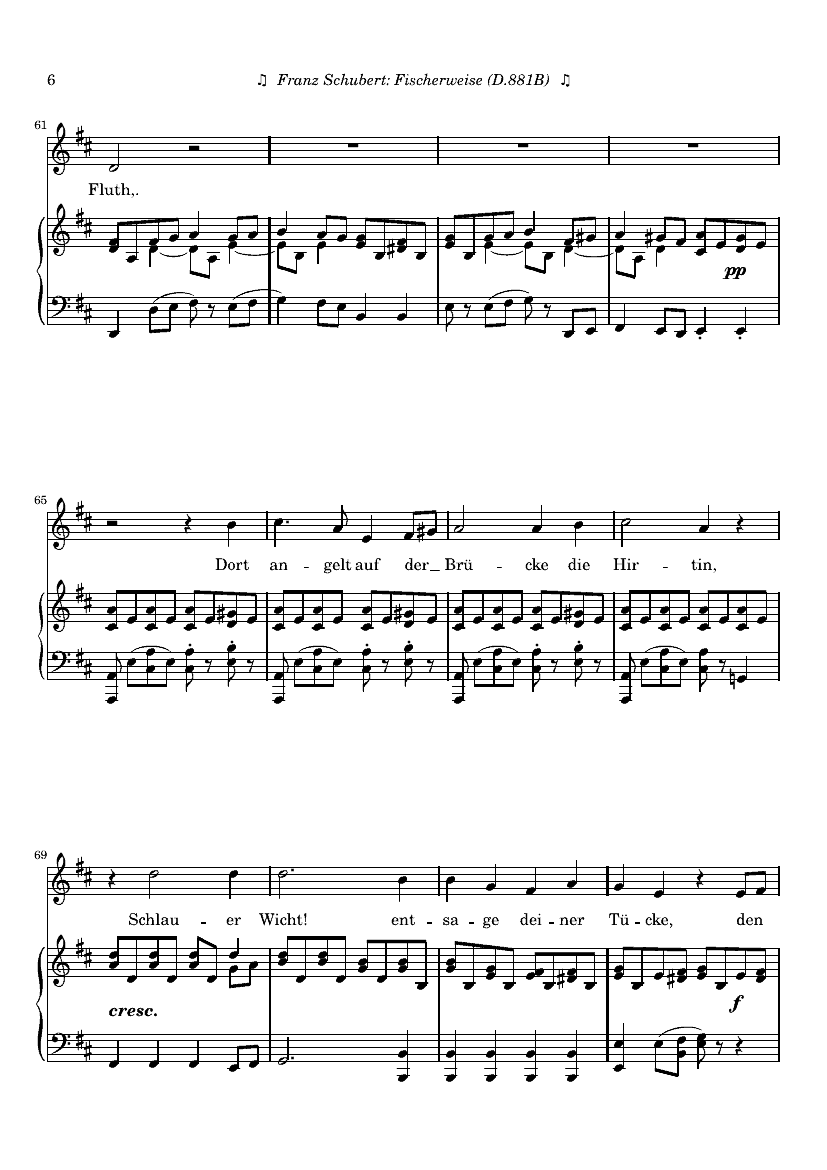 6 ♫ Franz Schubert: Fischerweise (D.881B) ♫
61
Fluth,.
pp
65
Dort an - gelt auf der_ Brü - cke die Hir - tin,
69
Schlau - er Wicht! ent - sa - ge dei - ner Tü - cke, den
cresc.
f